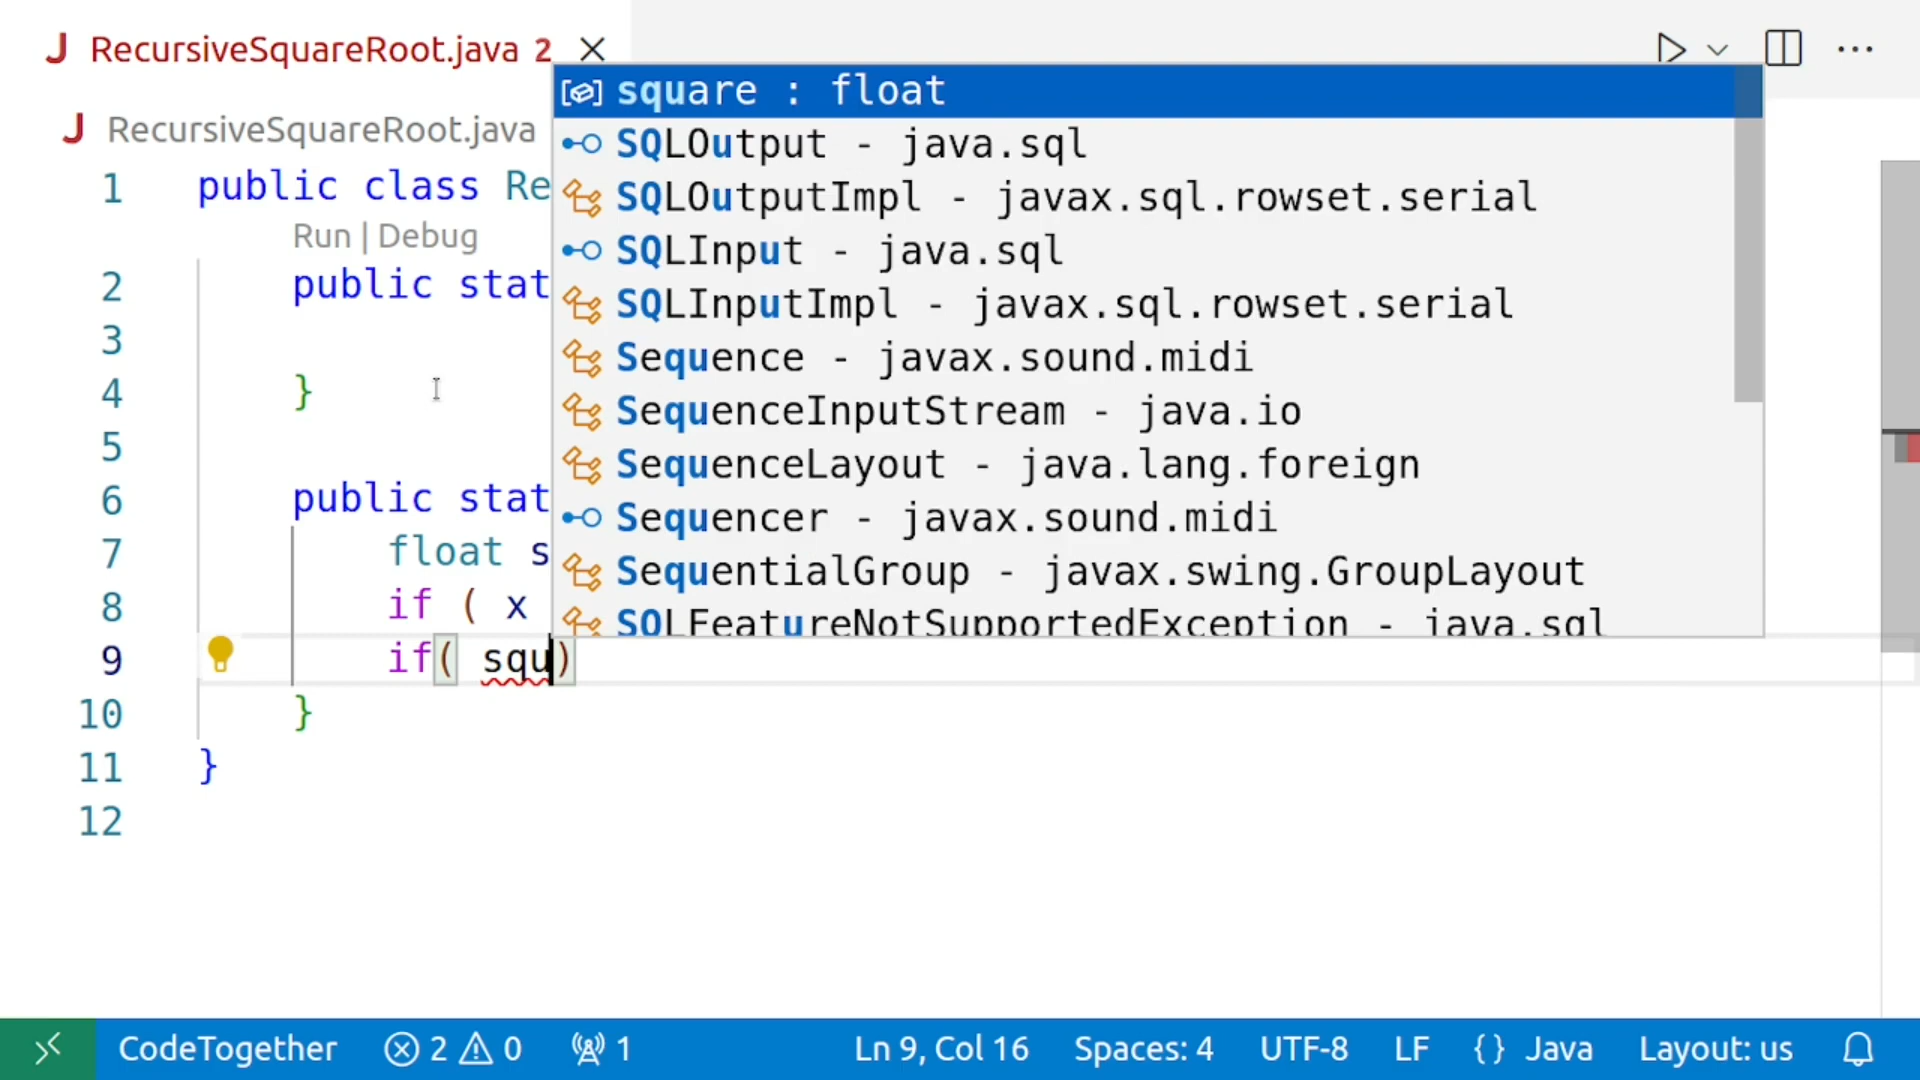 RecursiveSquareRoot.java 2
RecursiveSquareRoot.java
square : float
SQLOutput - java.sql
SQLOutputImpl - javax.sql.rowset.serial
SQLInput - java.sql
SQLInputImpl - javax.sql.rowset.serial
Sequence - javax.sound.midi
SequenceInputStream - java.io
SequenceLayout - java.lang.foreign
Sequencer - javax.sound.midi
SequentialGroup - javax.swing.GroupLayout
SQLFeatureNotSupportedException - java.sql
1 public class Re
Run | Debug
2 public stat
3
4 }
5
6 public stat
7 float s
8 if ( x
9 if( squ)
10 }
11 }
12
CodeTogether 2 0 1 Ln 9, Col 16 Spaces: 4 UTF-8 LF {} Java Layout: us